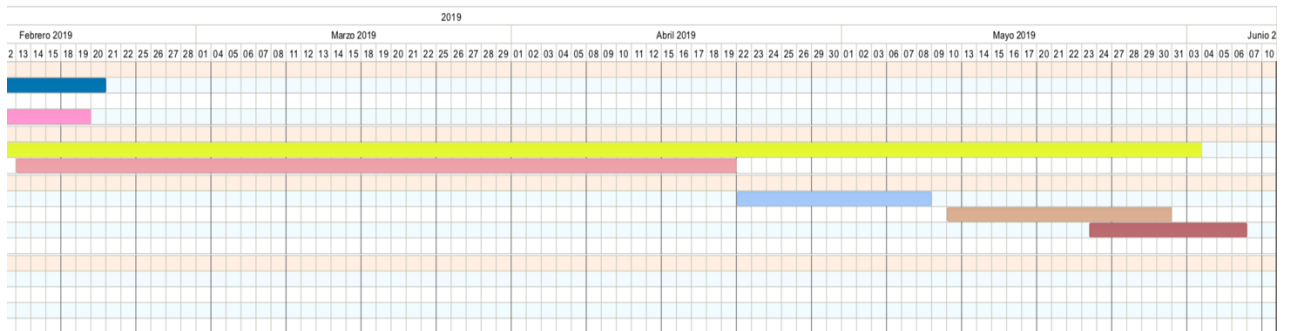 2019
Febrero 2019 Marzo 2019 Abril 2019 Mayo 2019 Junio 2
2 13 14 15 18 19 20 21 22 25 26 27 28 01 04 05 06 07 08 11 12 13 14 15 18 19 20 21 22 25 26 27 28 29 01 02 03 04 05 08 09 10 11 12 15 16 17 18 19 22 23 24 25 26 29 30 01 02 03 06 07 08 09 10 13 14 15 16 17 20 21 22 23 24 27 28 29 30 31 03 04 05 06 07 10